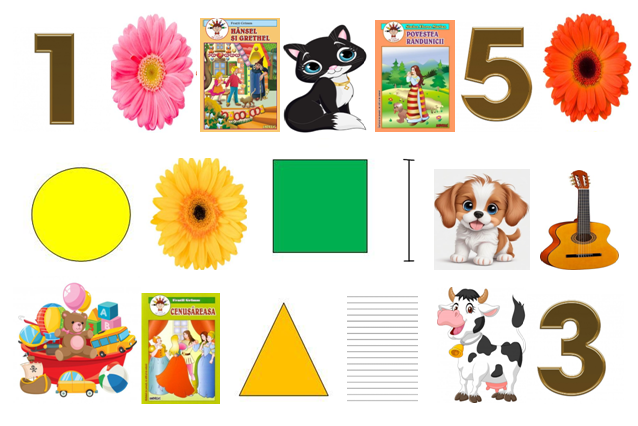 1
HÄNSEL
ȘI GRETHEL
POVESTEA
RÂNDUNICII
5
CENUȘĂREASA
3